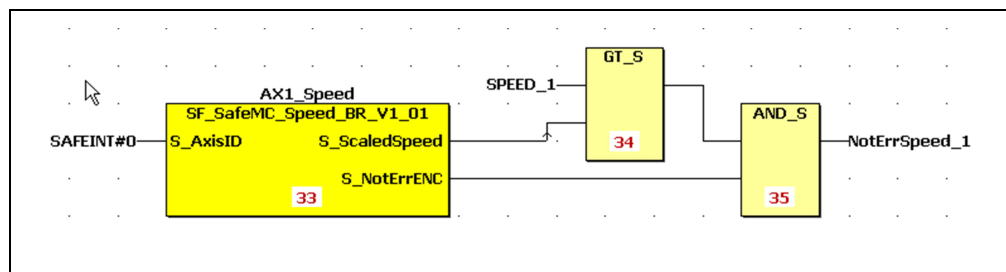 GT_S
SPEED_1
34
AX1_Speed
SF_SafeMC_Speed_BR_V1_01
SAFEINT#0 S_AxisID S_ScaledSpeed
S_NotErrENC
33
AND_S
NotErrSpeed_1
35